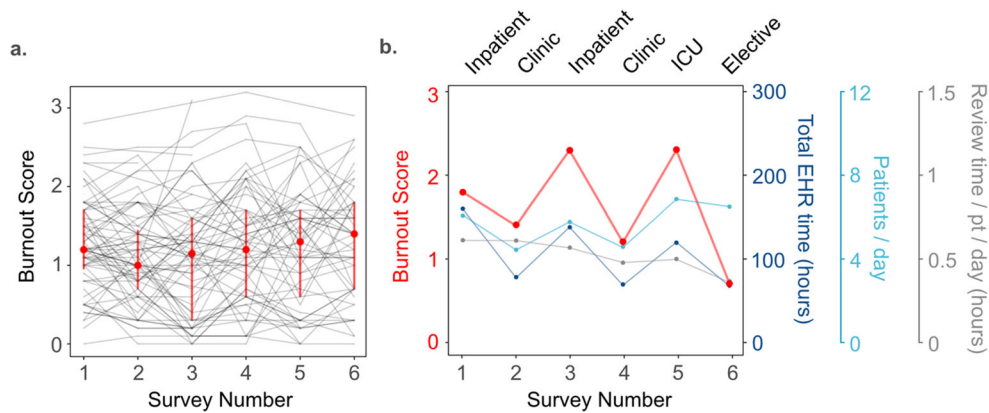 a.
Burnout Score
3
2
1
0
1 2 3 4 5 6
Survey Number
b.
Inpatient
Clinic
Inpatient
Clinic
ICU
Elective
Burnout Score
3
2
1
0
1 2 3 4 5 6
Survey Number
300
200
100
0
Total EHR time (hours)
12
8
4
0
Patients / day
1.5
1
0.5
0
Review time / pt / day (hours)